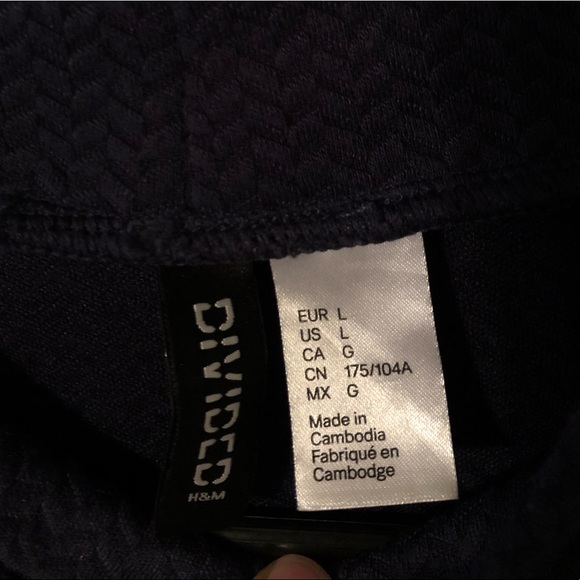 DIVIDED
H&M
EUR L
US L
CA G
CN 175/104A
MX G
Made in
Cambodia
Fabriqué en
Cambodge